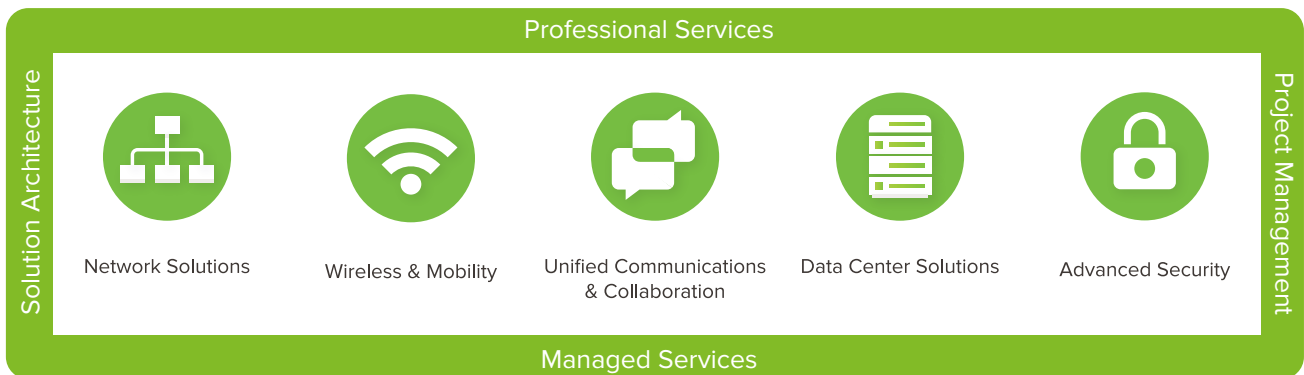 Professional Services
Solution Architecture
Project Management
Network Solutions
Wireless & Mobility
Unified Communications
& Collaboration
Data Center Solutions
Advanced Security
Managed Services